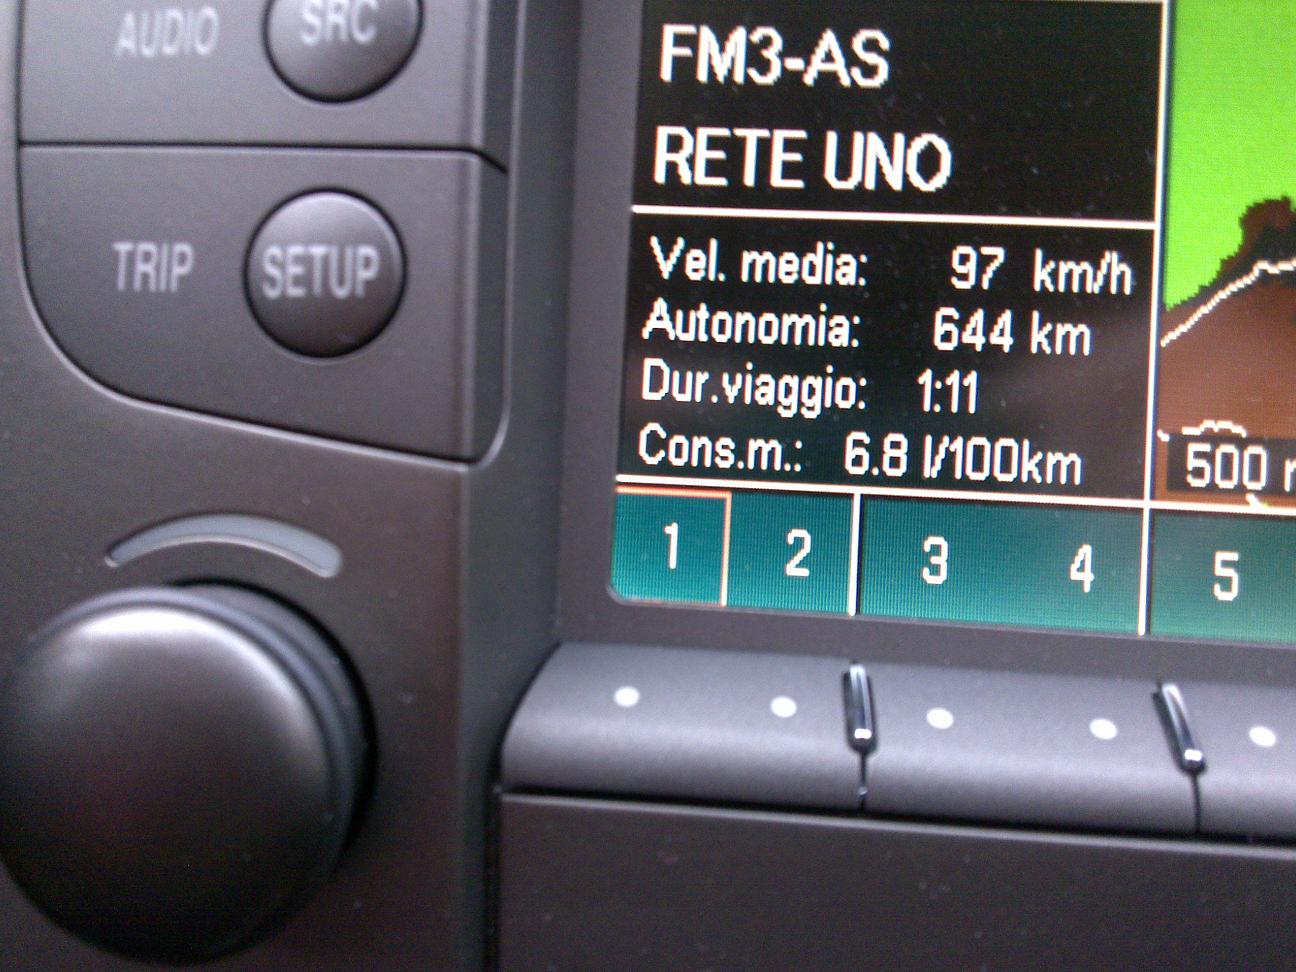 AUDIO SRC
TRIP SETUP
FM3-AS
RETE UNO
Vel. media: 97 km/h
Autonomia: 644 km
Dur.viaggio: 1:11
Cons.m.: 6.8 l/100km
500
1 2 3 4 5